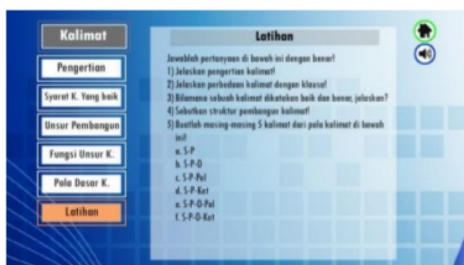 Kalimat
Pengertian
Syarat K. Yang baik
Unsur Pembangun
Fungsi Unsur K.
Pola Dasar K.
Latihan
Latihan
Jawablah pertanyaan di bawah ini dengan benar!
1) Jelaskan pengertian kalimat!
2) Jelaskan perbedaan kalimat dengan klausa!
3) Bilamana sebuah kalimat dikatakan baik dan benar, jelaskan?
4) Sebutkan struktur pembangun kalimat!
5) Buatlah masing-masing 5 kalimat dari pola kalimat di bawah
ini!
a. S-P
b. S-P-O
c. S-P-Pel
d. S-P-Ket
e. S-P-O-Pel
f. S-P-O-Ket